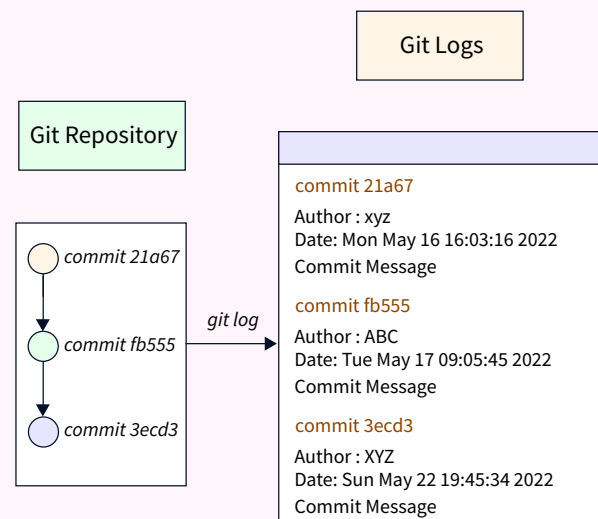 Git Logs
Git Repository
commit 21a67
commit fb555
commit 3ecd3
git log
commit 21a67
Author : xyz
Date: Mon May 16 16:03:16 2022
Commit Message
commit fb555
Author : ABC
Date: Tue May 17 09:05:45 2022
Commit Message
commit 3ecd3
Author : XYZ
Date: Sun May 22 19:45:34 2022
Commit Message